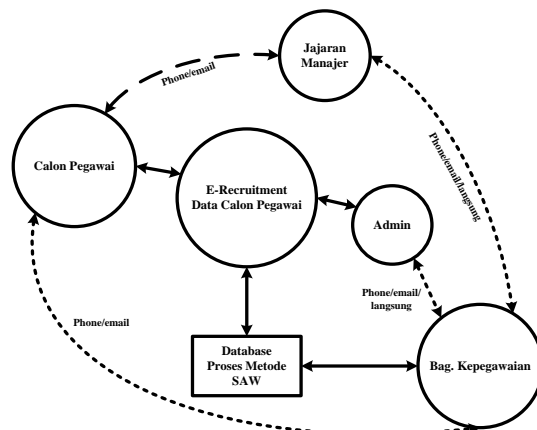 Jajaran
Manajer
Phone/email
Calon Pegawai
E-Recruitment
Data Calon Pegawai
Phone/email/langsung
Admin
Phone/email/
langsung
Phone/email
Database
Proses Metode
SAW
Bag. Kepegawaian